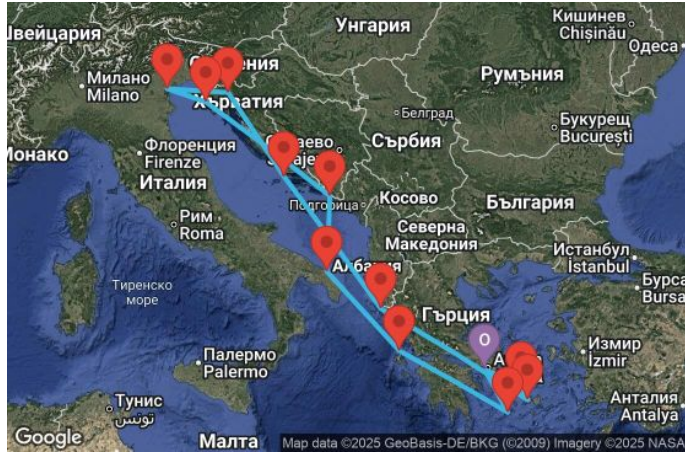 Швейцария
Унгария
Кишинев
Chișinău
Одеса
Милано
Milano
Румъния
Хърватия
Белград
Букурещ
București
Монако
Флоренция
Firenze
Сърбия
Италия
Подгорица
Косово
България
Рим
Roma
Северна
Македония
Истанбул
İstanbul
Тиренско
море
Гърция
Бурса
Bursa
О
Измир
İzmir
Палермо
Palermo
Тунис
تونس
Анталия
Antalya
Google
Малта
Map data ©2025 GeoBasis-DE/BKG (©2009) Imagery ©2025 NASA